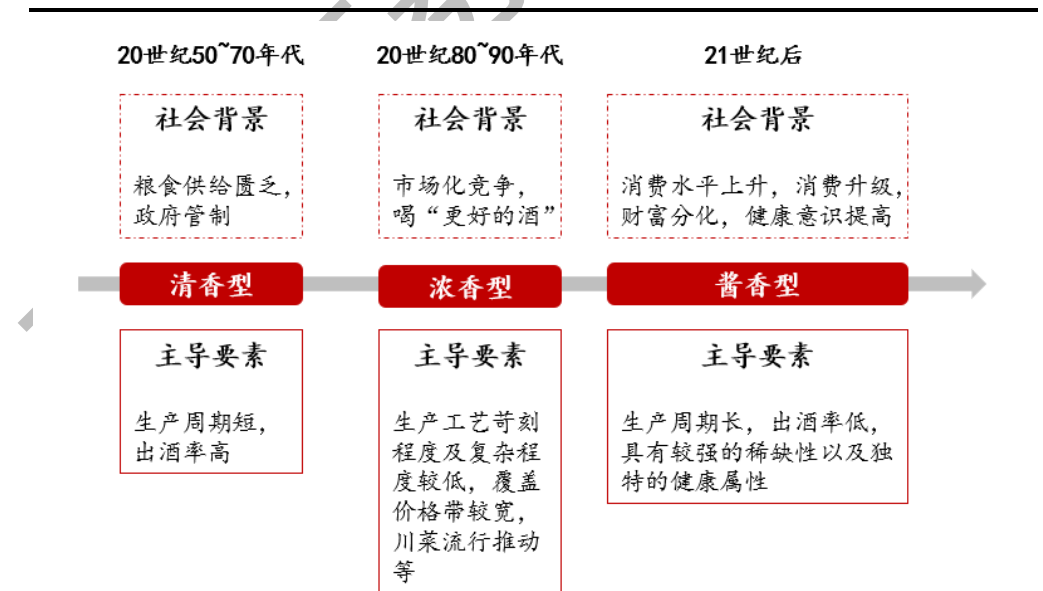 20世纪50~70年代
20世纪80~90年代
21世纪后
社会背景
粮食供给匮乏,
政府管制
社会背景
市场化竞争,
喝“更好的酒”
社会背景
消费水平上升, 消费升级,
财富分化, 健康意识提高
清香型
浓香型
酱香型
主导要素
生产周期短,
出酒率高
主导要素
生产工艺苛刻
程度及复杂程
度较低, 覆盖
价格带较宽,
川菜流行推动
等
主导要素
生产周期长, 出酒率低,
具有较强的稀缺性以及独
特的健康属性